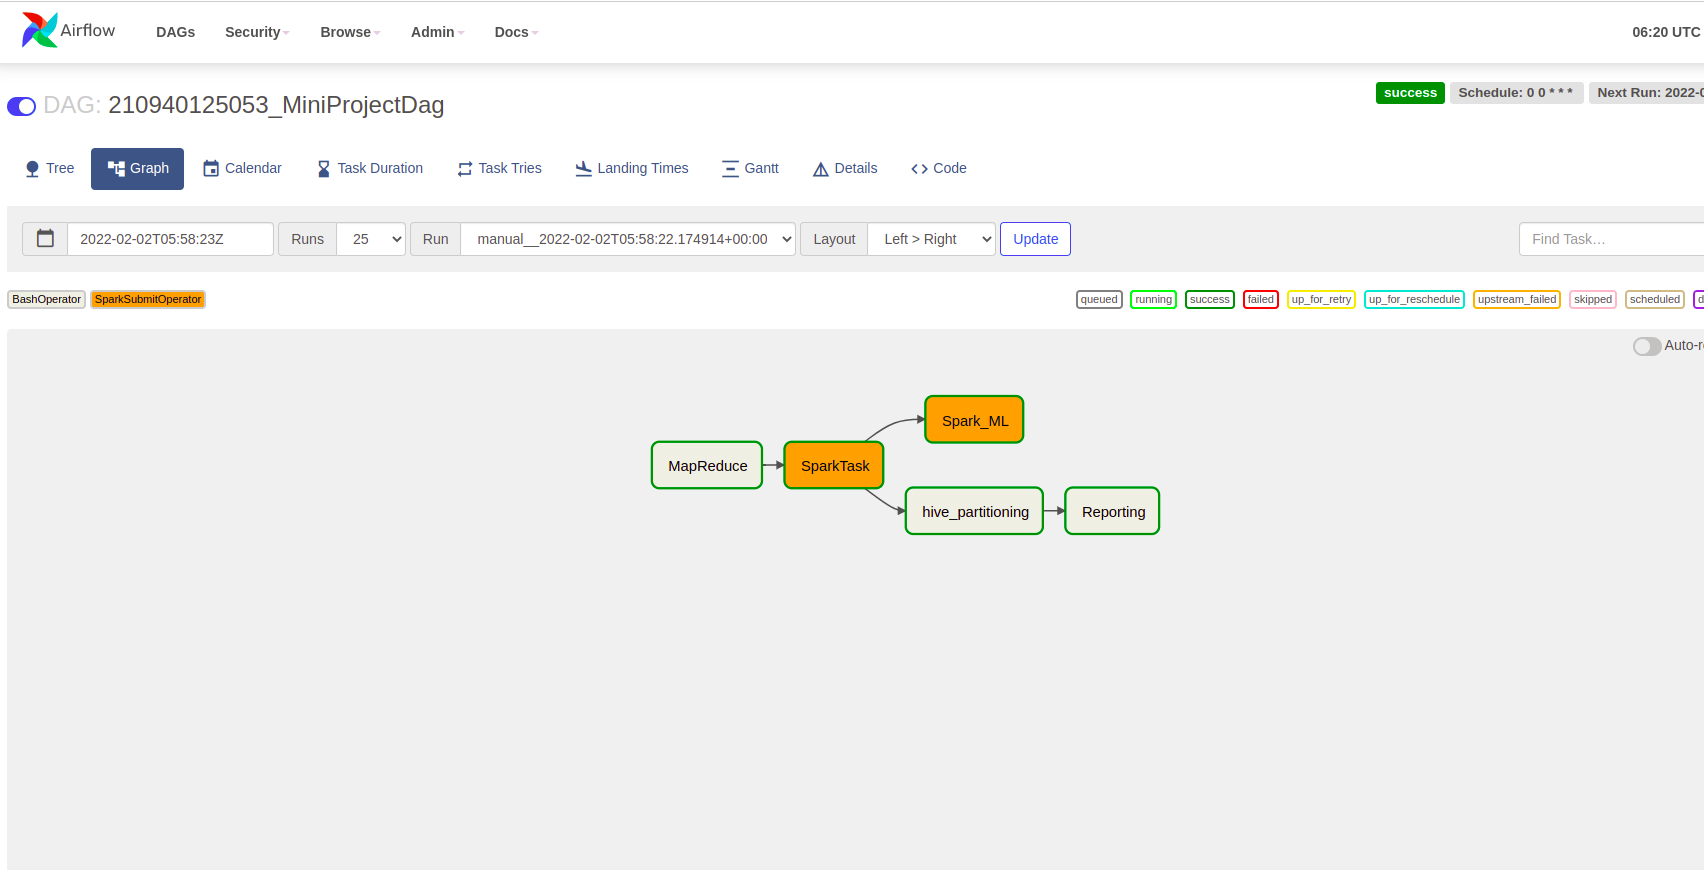 Airflow DAGs Security Browse Admin Docs 06:20 UTC
success Schedule: 0 0 * * * Next Run: 2022-0
DAG: 210940125053_MiniProjectDag
Tree Graph Calendar Task Duration Task Tries Landing Times Gantt Details Code
2022-02-02T05:58:23Z Runs 25 Run manual__2022-02-02T05:58:22.174914+00:00 Layout Left > Right Update Find Task...
BashOperator SparkSubmitOperator queued running success failed up_for_retry up_for_reschedule upstream_failed skipped scheduled d
Auto-r
Spark_ML
MapReduce SparkTask
hive_partitioning Reporting